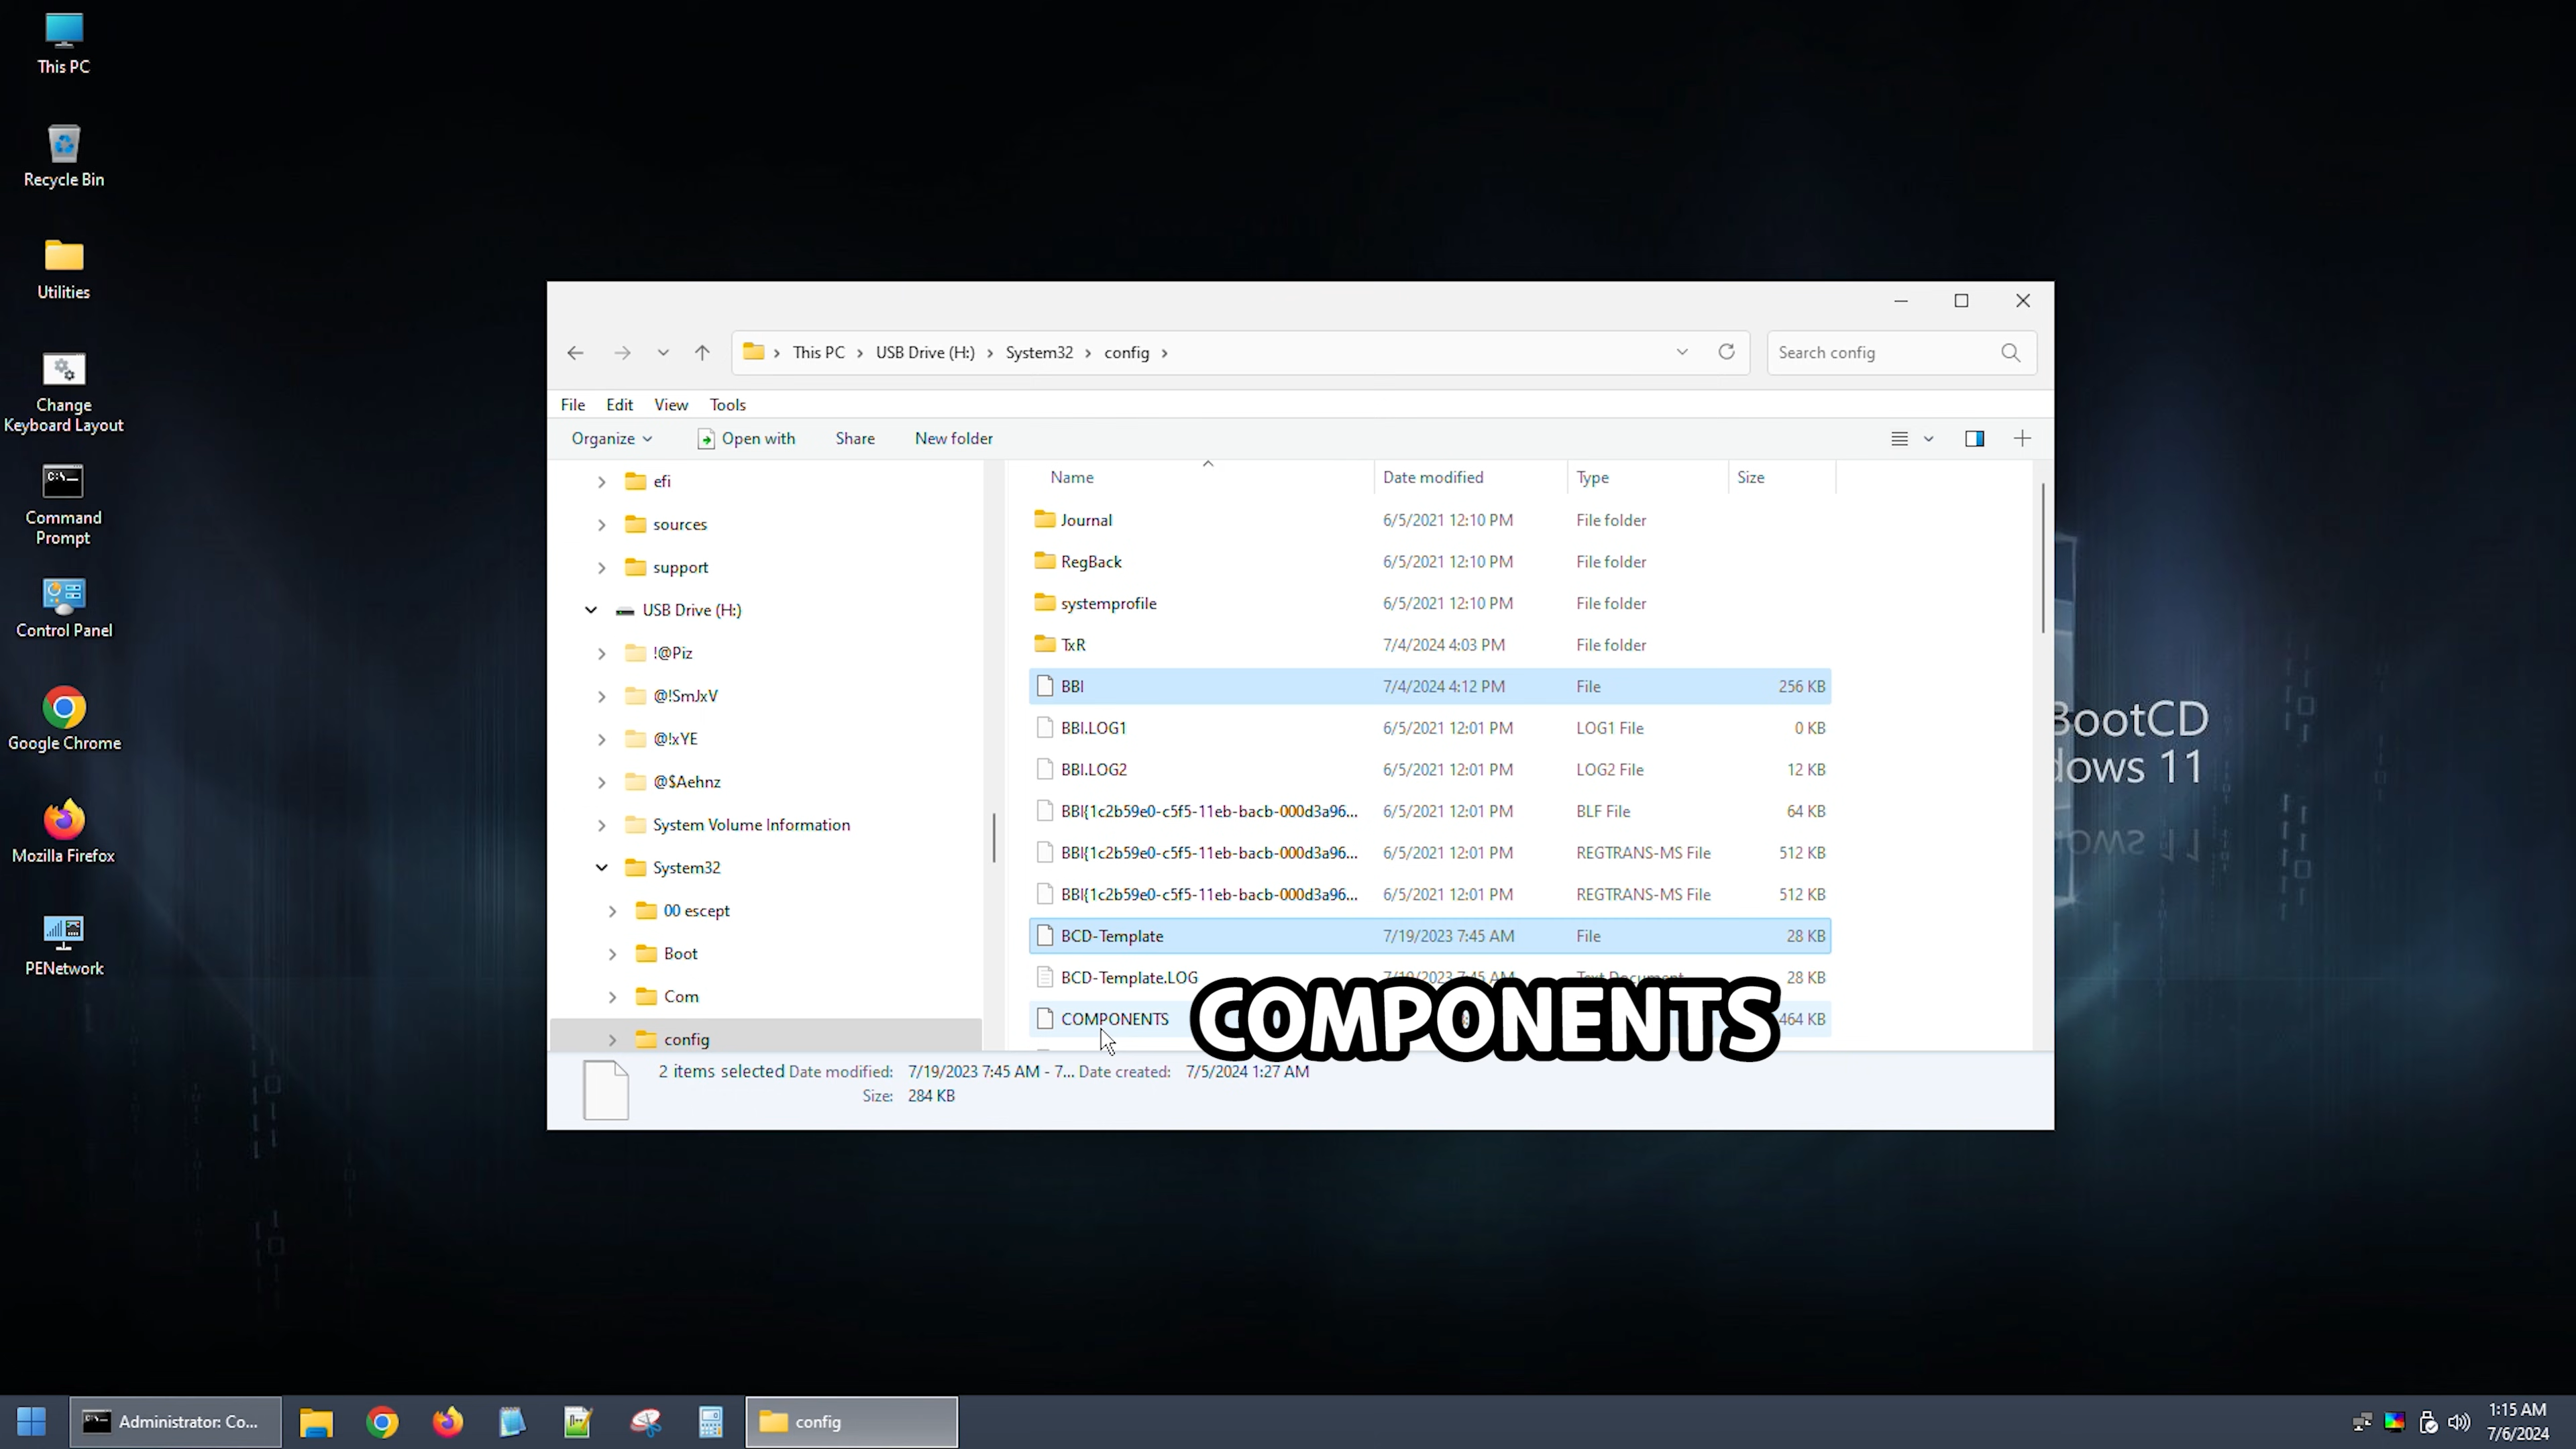 This PC
Recycle Bin
Utilities
Change
Keyboard Layout
Command
Prompt
Control Panel
Google Chrome
Mozilla Firefox
PENetwork
This PC
USB Drive (H:)
System32
config
Search config
File Edit View Tools
Organize Open with Share New folder
efi
sources
support
USB Drive (H:)
!@Piz
@!SmJxV
@!xYE
@$Aehnz
System Volume Information
System32
00 escept
Boot
Com
config
Name Date modified Type Size
Journal 6/5/2021 12:10 PM File folder
RegBack 6/5/2021 12:10 PM File folder
systemprofile 6/5/2021 12:10 PM File folder
TxR 7/4/2024 4:03 PM File folder
BBI 7/4/2024 4:12 PM File 256 KB
BBI.LOG1 6/5/2021 12:01 PM LOG1 File 0 KB
BBI.LOG2 6/5/2021 12:01 PM LOG2 File 12 KB
BBI{1c2b59e0-c5f5-11eb-bacb-000d3a96... 6/5/2021 12:01 PM BLF File 64 KB
BBI{1c2b59e0-c5f5-11eb-bacb-000d3a96... 6/5/2021 12:01 PM REGTRANS-MS File 512 KB
BBI{1c2b59e0-c5f5-11eb-bacb-000d3a96... 6/5/2021 12:01 PM REGTRANS-MS File 512 KB
BCD-Template 7/19/2023 7:45 AM File 28 KB
BCD-Template.LOG 7/19/2023 7:45 AM Text Document 28 KB
COMPONENTS 464 KB
COMPONENTS
2 items selected Date modified: 7/19/2023 7:45 AM - 7... Date created: 7/5/2024 1:27 AM
Size: 284 KB
BootCD
dows 11
Administrator: Co...
config
1:15 AM
7/6/2024